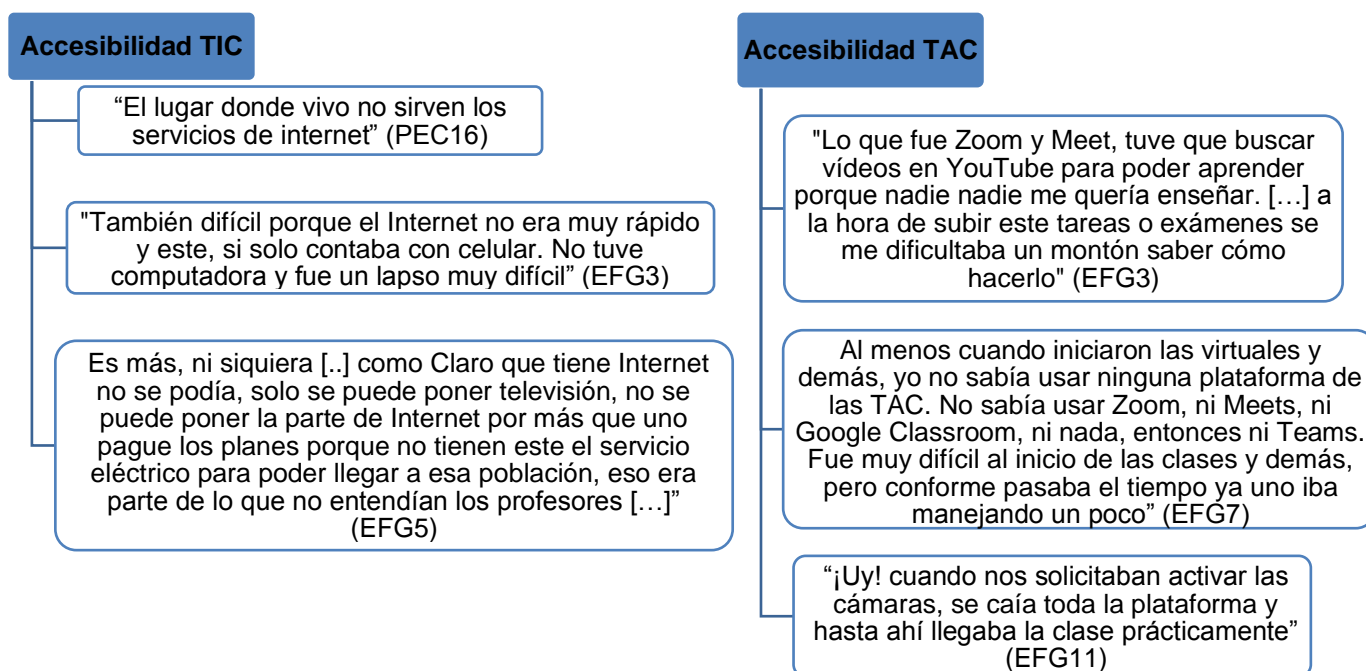 Accesibilidad TIC
“El lugar donde vivo no sirven los
servicios de internet” (PEC16)
"También difícil porque el Internet no era muy rápido
y este, si solo contaba con celular. No tuve
computadora y fue un lapso muy difícil” (EFG3)
Es más, ni siquiera [..] como Claro que tiene Internet
no se podía, solo se puede poner televisión, no se
puede poner la parte de Internet por más que uno
pague los planes porque no tienen este el servicio
eléctrico para poder llegar a esa población, eso era
parte de lo que no entendían los profesores […]”
(EFG5)
Accesibilidad TAC
"Lo que fue Zoom y Meet, tuve que buscar
vídeos en YouTube para poder aprender
porque nadie nadie me quería enseñar. […] a
la hora de subir este tareas o exámenes se
me dificultaba un montón saber cómo
hacerlo" (EFG3)
Al menos cuando iniciaron las virtuales y
demás, yo no sabía usar ninguna plataforma de
las TAC. No sabía usar Zoom, ni Meets, ni
Google Classroom, ni nada, entonces ni Teams.
Fue muy difícil al inicio de las clases y demás,
pero conforme pasaba el tiempo ya uno iba
manejando un poco” (EFG7)
“¡Uy! cuando nos solicitaban activar las
cámaras, se caía toda la plataforma y
hasta ahí llegaba la clase prácticamente”
(EFG11)